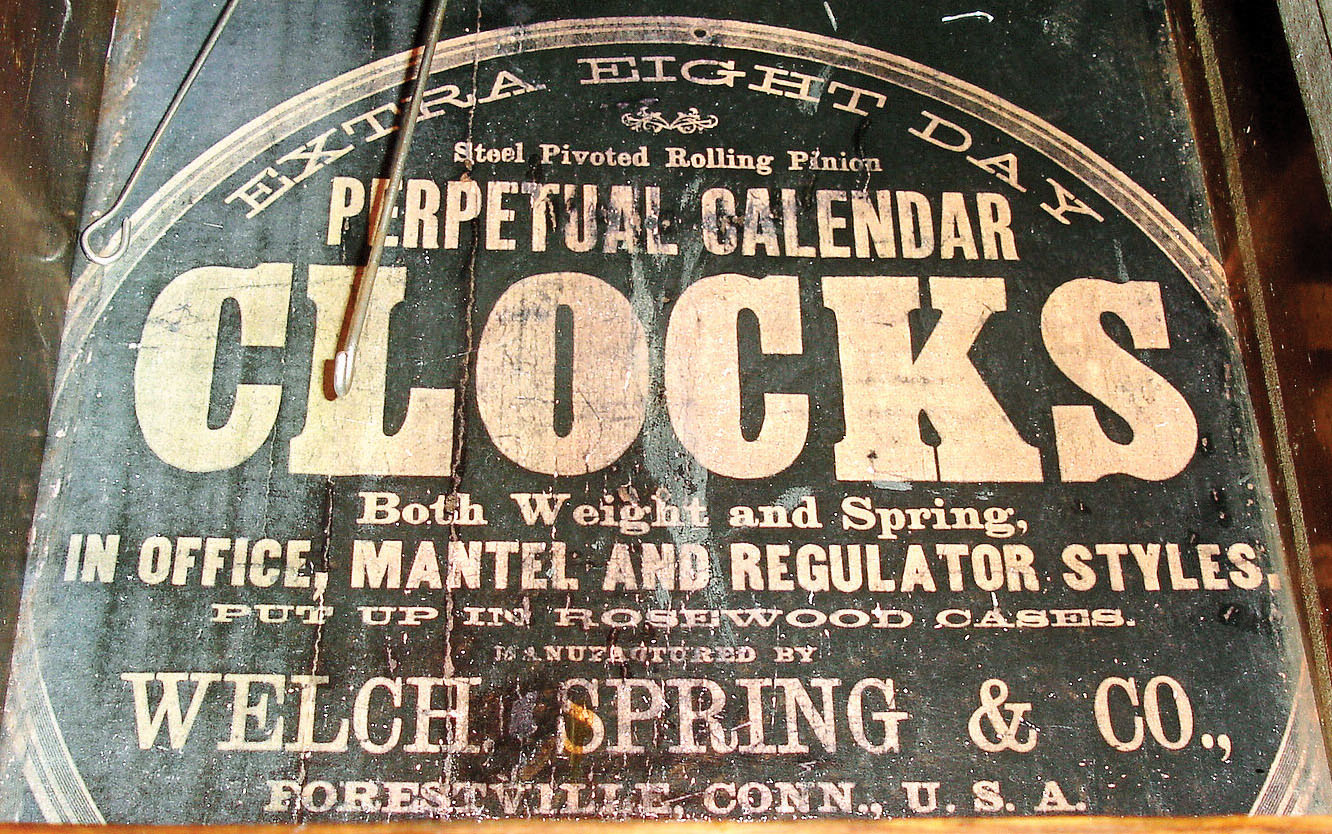 EXTRA EIGHT DAY
Steel Pivoted Rolling Pinion
PERPETUAL CALENDAR
CLOCKS
Both Weight and Spring,
IN OFFICE, MANTEL AND REGULATOR STYLES.
PUT UP IN ROSEWOOD CASES.
MANUFACTURED BY
WELCH, SPRING & CO.,
FORESTVILLE, CONN., U. S. A.